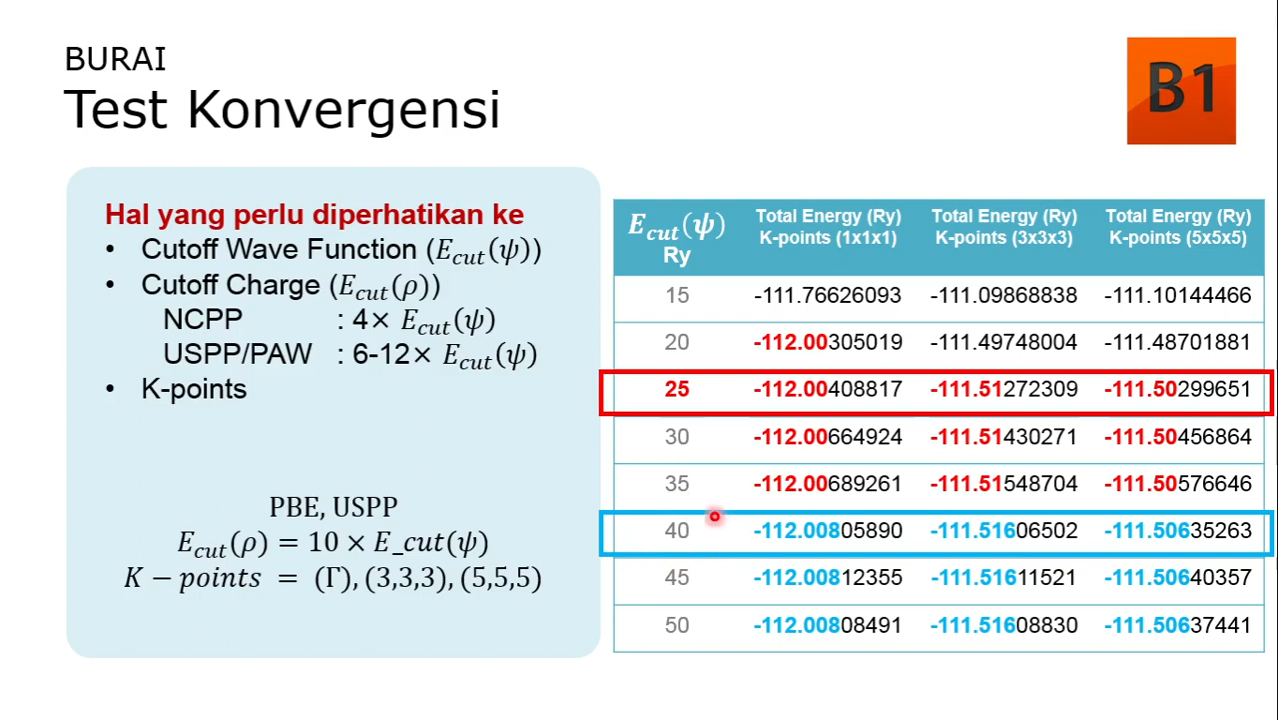 BURAI
Test Konvergensi
B1
Hal yang perlu diperhatikan ke
• Cutoff Wave Function (E_cut(ψ))
• Cutoff Charge (E_cut(ρ))
NCPP : 4× E_cut(ψ)
USPP/PAW : 6-12× E_cut(ψ)
• K-points
PBE, USPP
E_cut(ρ) = 10 × E_cut(ψ)
K − points = (Γ), (3,3,3), (5,5,5)
E_cut(ψ) Ry | Total Energy (Ry) K-points (1x1x1) | Total Energy (Ry) K-points (3x3x3) | Total Energy (Ry) K-points (5x5x5)
15 -111.76626093 -111.09868838 -111.10144466
20 -112.00305019 -111.49748004 -111.48701881
25 -112.00408817 -111.51272309 -111.50299651
30 -112.00664924 -111.51430271 -111.50456864
35 -112.00689261 -111.51548704 -111.50576646
40 -112.00805890 -111.51606502 -111.50635263
45 -112.00812355 -111.51611521 -111.50640357
50 -112.00808491 -111.51608830 -111.50637441